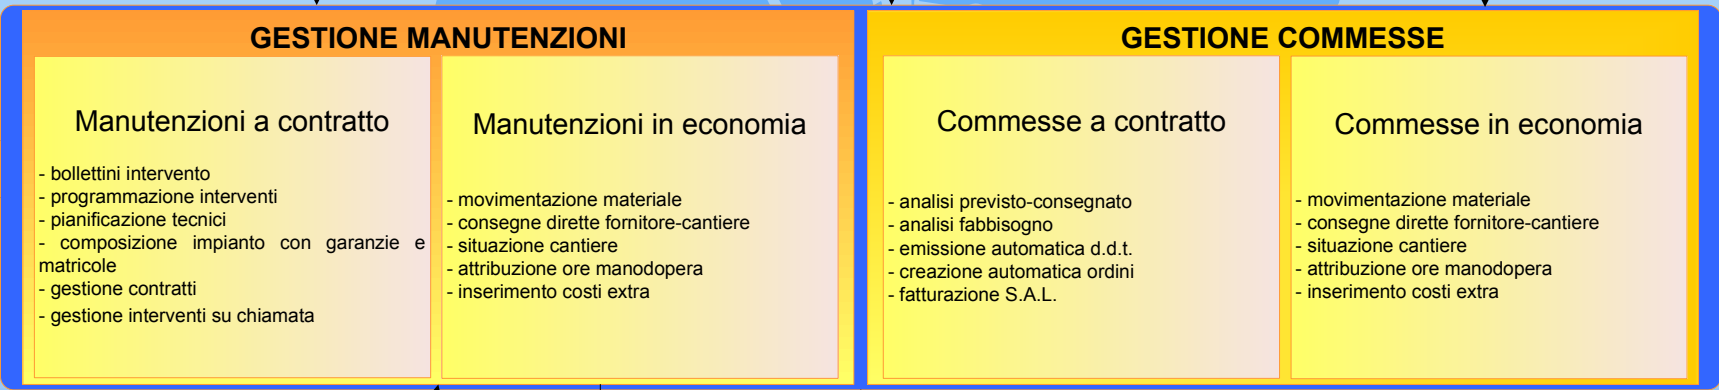 GESTIONE MANUTENZIONI
Manutenzioni a contratto
- bollettini intervento
- programmazione interventi
- pianificazione tecnici
- composizione impianto con garanzie e
matricole
- gestione contratti
- gestione interventi su chiamata
Manutenzioni in economia
- movimentazione materiale
- consegne dirette fornitore-cantiere
- situazione cantiere
- attribuzione ore manodopera
- inserimento costi extra
GESTIONE COMMESSE
Commesse a contratto
- analisi previsto-consegnato
- analisi fabbisogno
- emissione automatica d.d.t.
- creazione automatica ordini
- fatturazione S.A.L.
Commesse in economia
- movimentazione materiale
- consegne dirette fornitore-cantiere
- situazione cantiere
- attribuzione ore manodopera
- inserimento costi extra